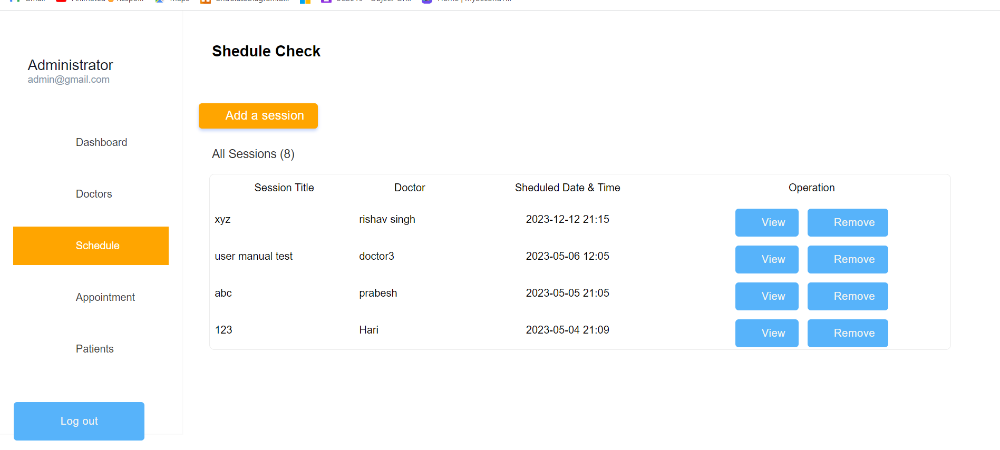 Shedule Check
Administrator
admin@gmail.com
Add a session
Dashboard
All Sessions (8)
Session Title Doctor Sheduled Date & Time Operation
Doctors
xyz rishav singh 2023-12-12 21:15 View Remove
Schedule
user manual test doctor3 2023-05-06 12:05 View Remove
Appointment
abc prabesh 2023-05-05 21:05 View Remove
123 Hari 2023-05-04 21:09 View Remove
Patients
Log out